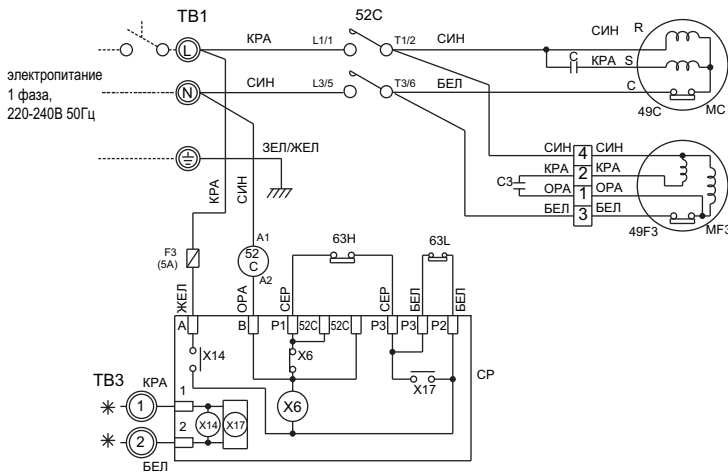 TB1
52C
КРА
L1/1
T1/2
СИН
СИН
R
L
C
КРА
S
электропитание
1 фаза,
220-240В 50Гц
N
СИН
L3/5
T3/6
БЕЛ
C
49C
MC
ЗЕЛ/ЖЕЛ
СИН
4
СИН
КРА
2
КРА
C3
ОРА
1
ОРА
БЕЛ
3
БЕЛ
49F3
MF3
КРА
СИН
F3
(5A)
A1
52
C
A2
63H
63L
ЖЕЛ
ОРА
СЕР
СЕР
БЕЛ
БЕЛ
A
B
P1
52C
52C
P3
P3
P2
X14
X6
X17
CP
X6
TB3
КРА
1
1
X14
X17
2
2
БЕЛ